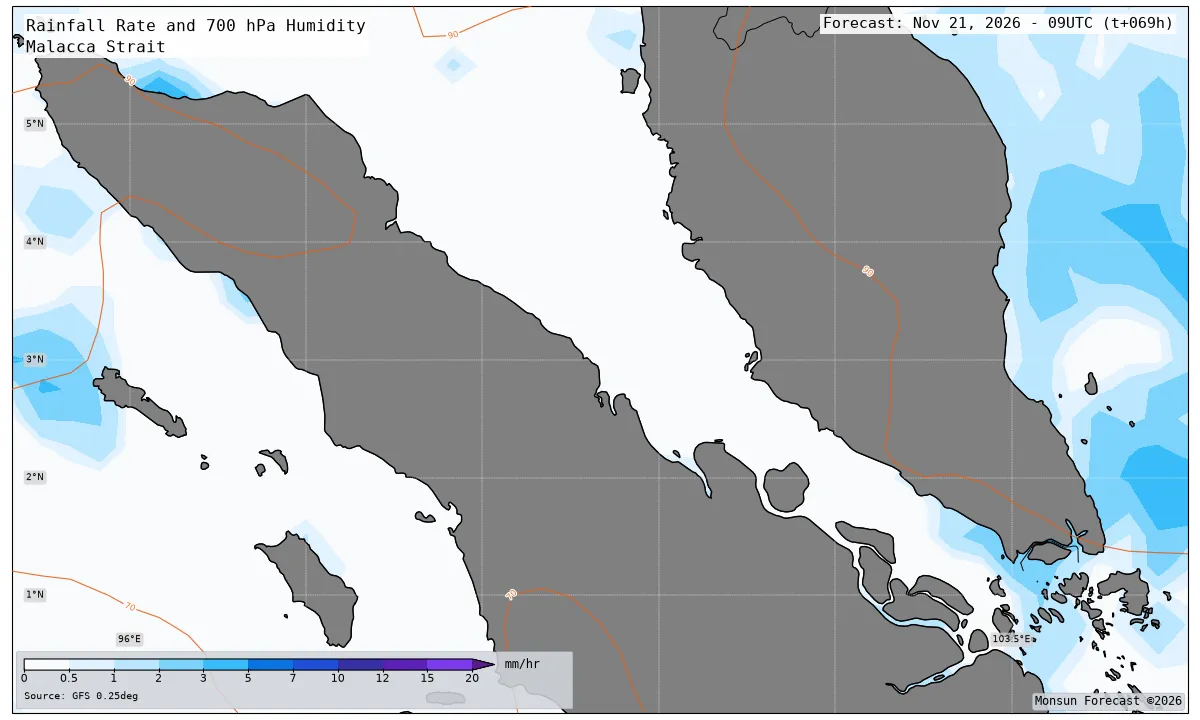 Rainfall Rate and 700 hPa Humidity
Malacca Strait
Forecast: Nov 21, 2026 - 09UTC (t+069h)
90
90
5°N
4°N
90
3°N
2°N
1°N
70
70
96°E
103.5°E
mm/hr
0 0.5 1 2 3 5 7 10 12 15 20
Source: GFS 0.25deg
Monsun Forecast ©2026